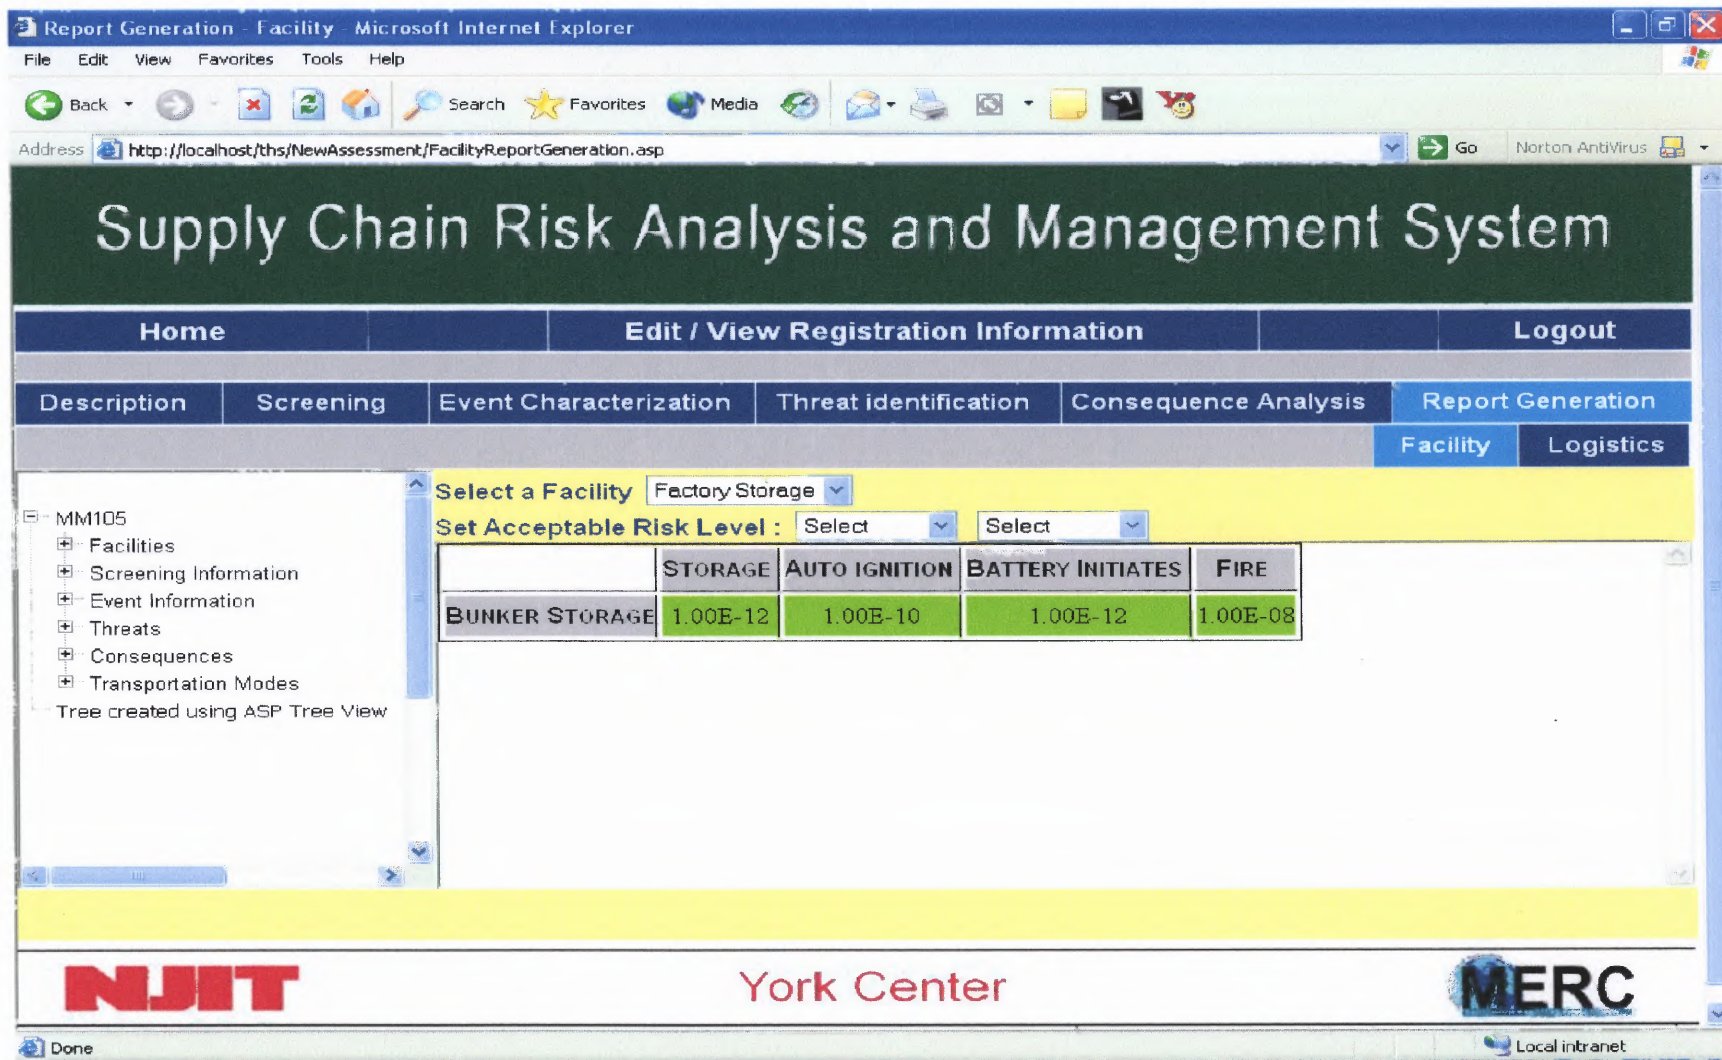 Report Generation - Facility - Microsoft Internet Explorer
File Edit View Favorites Tools Help
Back Search Favorites Media
Address http://localhost/ths/NewAssessment/FacilityReportGeneration.asp Go Norton AntiVirus
Supply Chain Risk Analysis and Management System
Home Edit / View Registration Information Logout
Description Screening Event Characterization Threat identification Consequence Analysis Report Generation
Facility Logistics
Select a Facility Factory Storage
Set Acceptable Risk Level : Select Select
MM105
Facilities
Screening Information
Event Information
Threats
Consequences
Transportation Modes
Tree created using ASP Tree View
STORAGE AUTO IGNITION BATTERY INITIATES FIRE
BUNKER STORAGE 1.00E-12 1.00E-10 1.00E-12 1.00E-08
NJIT York Center MERC
Done Local intranet